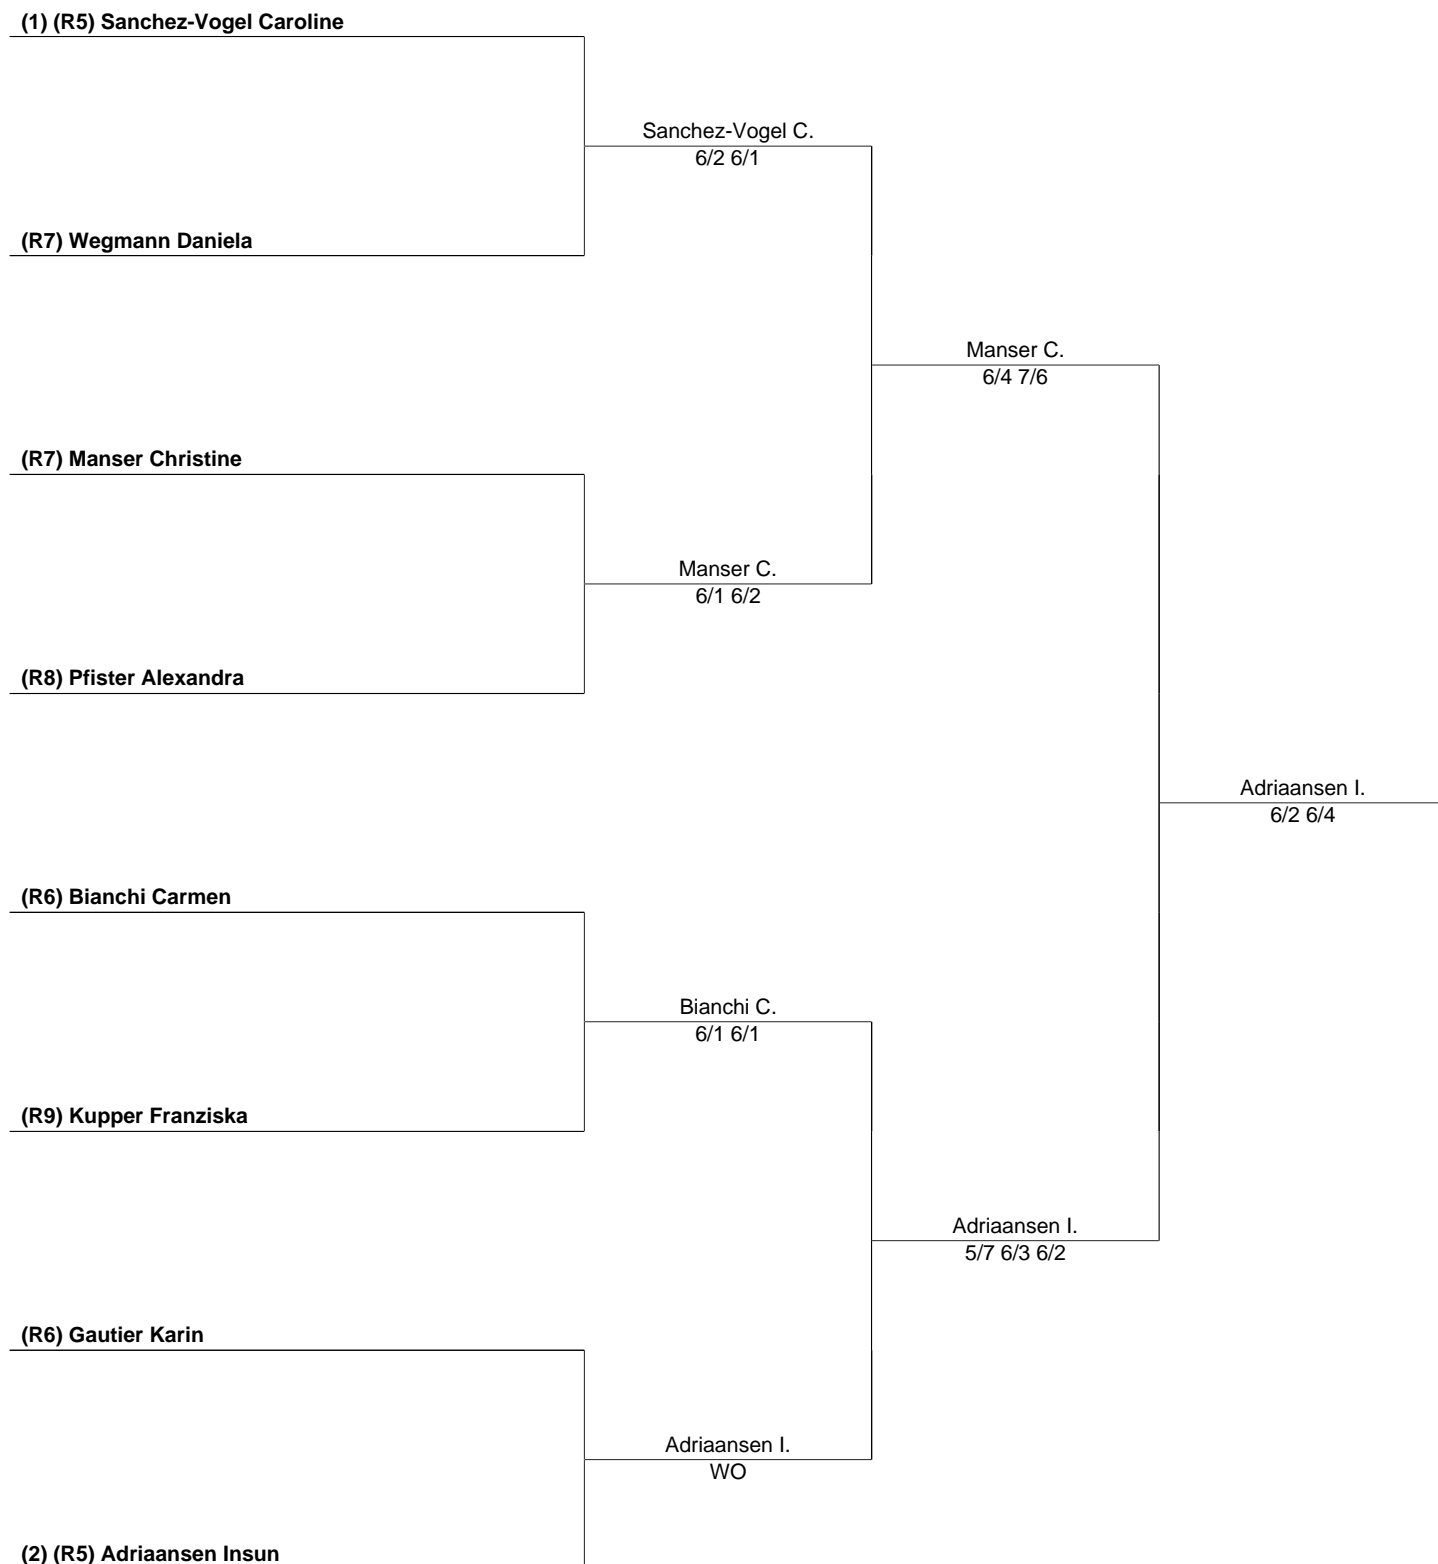 (1) (R5) Sanchez-Vogel Caroline
Sanchez-Vogel C.
6/2 6/1
(R7) Wegmann Daniela
Manser C.
6/4 7/6
(R7) Manser Christine
Manser C.
6/1 6/2
(R8) Pfister Alexandra
Adriaansen I.
6/2 6/4
(R6) Bianchi Carmen
Bianchi C.
6/1 6/1
(R9) Kupper Franziska
Adriaansen I.
5/7 6/3 6/2
(R6) Gautier Karin
Adriaansen I.
WO
(2) (R5) Adriaansen Insun